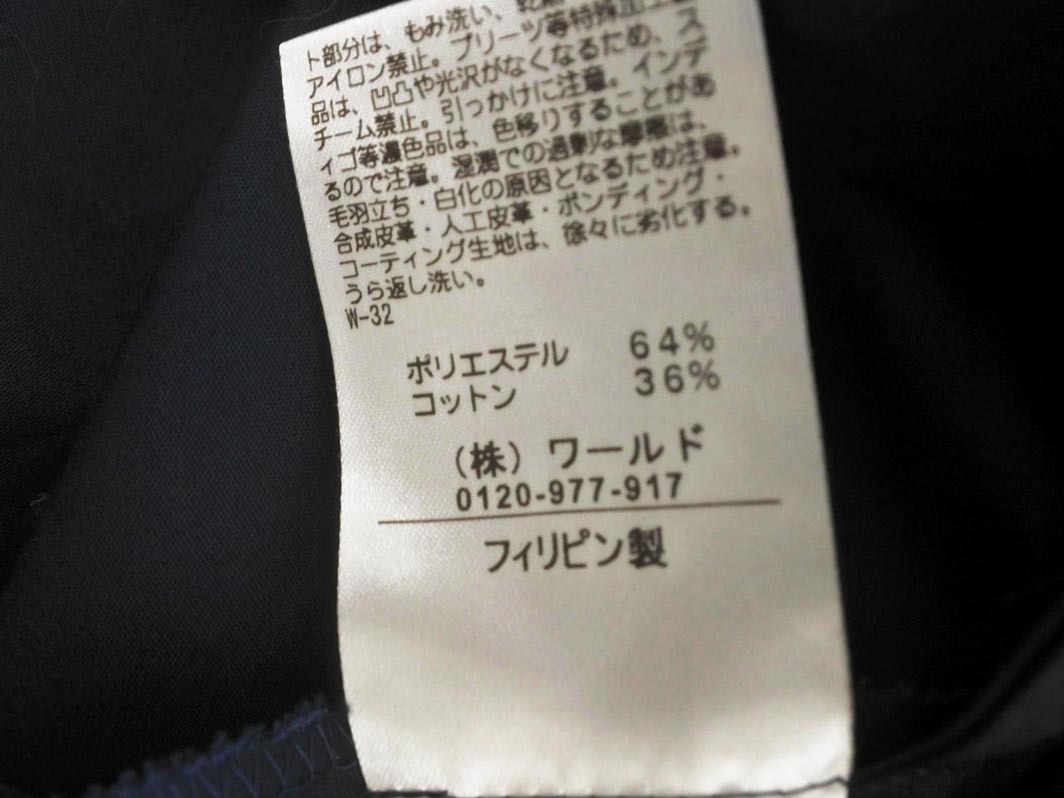 ト部分は、もみ洗い、乾燥
アイロン禁止。プリーツ等特殊加工
品は、凹凸や光沢がなくなるため、ス
チーム禁止。引っかけに注意。インデ
ィゴ等濃色品は、色移りすることがあ
るので注意。湿潤での過剰な摩擦は、
毛羽立ち・白化の原因となるため注意。
合成皮革・人工皮革・ボンディング・
コーティング生地は、徐々に劣化する。
うら返し洗い。
W-32
ポリエステル 64%
コットン 36%
(株) ワールド
0120-977-917
フィリピン製